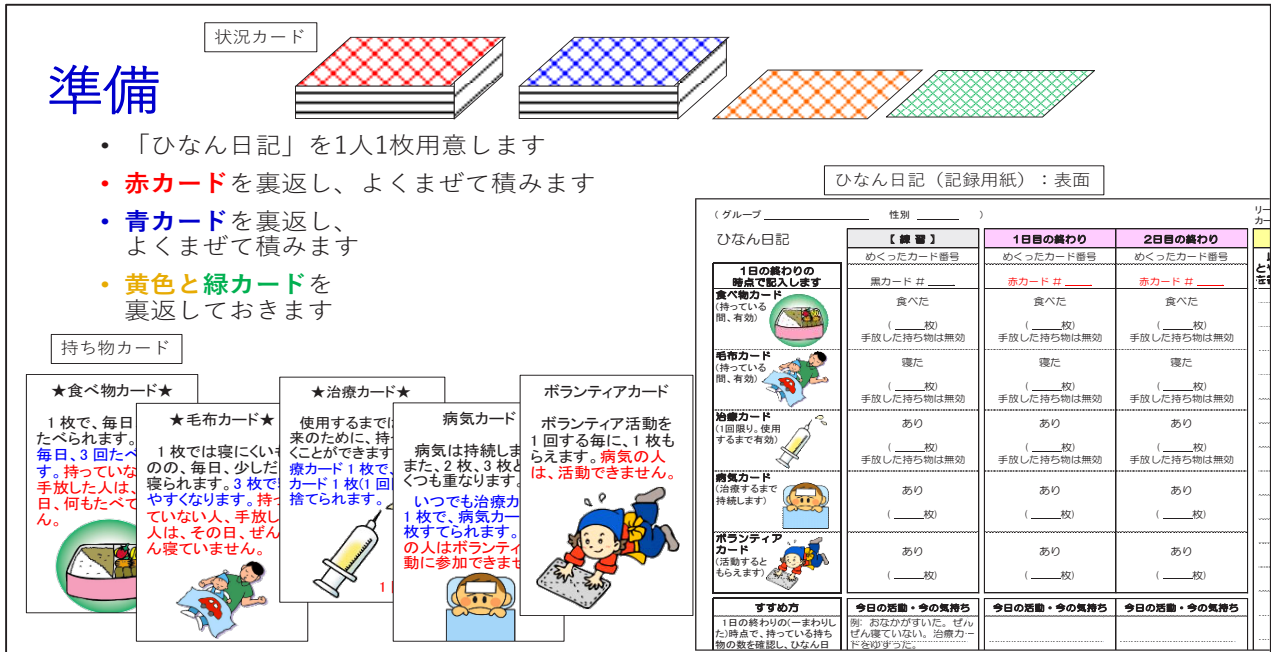 状況カード
準備
• 「ひなん日記」を1人1枚用意します
• 赤カードを裏返し、よくまぜて積みます
• 青カードを裏返し、
よくまぜて積みます
• 黄色と緑カードを
裏返しておきます
持ち物カード
★食べ物カード★
1枚で、毎日
たべられます。
毎日、3回たべ
す。持っていな
手放した人は、
日、何もたべて
ん。
★毛布カード★
1枚では寝にくい
のの、毎日、少しだ
寝られます。3枚で
やすくなります。持っ
ていない人、手放し
人は、その日、ぜん
ん寝ていません。
★治療カード★
使用するまで
来のために、持
くことができます
療カード1枚で、
カード1枚(1回
捨てられます。
病気カード
病気は持続しま
また、2枚、3枚と
くつも重なります
いつでも治療カ
1枚で、病気カー
枚すてられます。
の人はボランティ
動に参加できませ
ボランティアカード
ボランティア活動を
1回する毎に、1枚も
らえます。病気の人
は、活動できません。
ひなん日記（記録用紙）：表面
(グループ ＿＿＿ 性別 ＿＿＿ )
ひなん日記
【練習】 1日目の終わり 2日目の終わり
めくったカード番号 めくったカード番号 めくったカード番号
1日の終わりの
時点で記入します
黒カード # ＿＿ 赤カード # ＿＿ 赤カード # ＿＿
食べ物カード
(持っている
間、有効)
食べた 食べた 食べた
( ＿＿枚) ( ＿＿枚) ( ＿＿枚)
手放した持ち物は無効 手放した持ち物は無効 手放した持ち物は無効
毛布カード
(持っている
間、有効)
寝た 寝た 寝た
( ＿＿枚) ( ＿＿枚) ( ＿＿枚)
手放した持ち物は無効 手放した持ち物は無効 手放した持ち物は無効
治療カード
(1回限り。使用
するまで有効)
あり あり あり
( ＿＿枚) ( ＿＿枚) ( ＿＿枚)
手放した持ち物は無効 手放した持ち物は無効 手放した持ち物は無効
病気カード
(治療するまで
持続します)
あり あり あり
( ＿＿枚) ( ＿＿枚) ( ＿＿枚)
ボランティア
カード
(活動すると
もらえます)
あり あり あり
( ＿＿枚) ( ＿＿枚) ( ＿＿枚)
すすめ方 今日の活動・今の気持ち 今日の活動・今の気持ち 今日の活動・今の気持ち
1日の終わりの(一まわりし
た)時点で、持っている持ち
物の数を確認し、ひなん日
例: おなかがすいた。ぜん
ぜん寝ていない。治療カー
ドをゆずった。